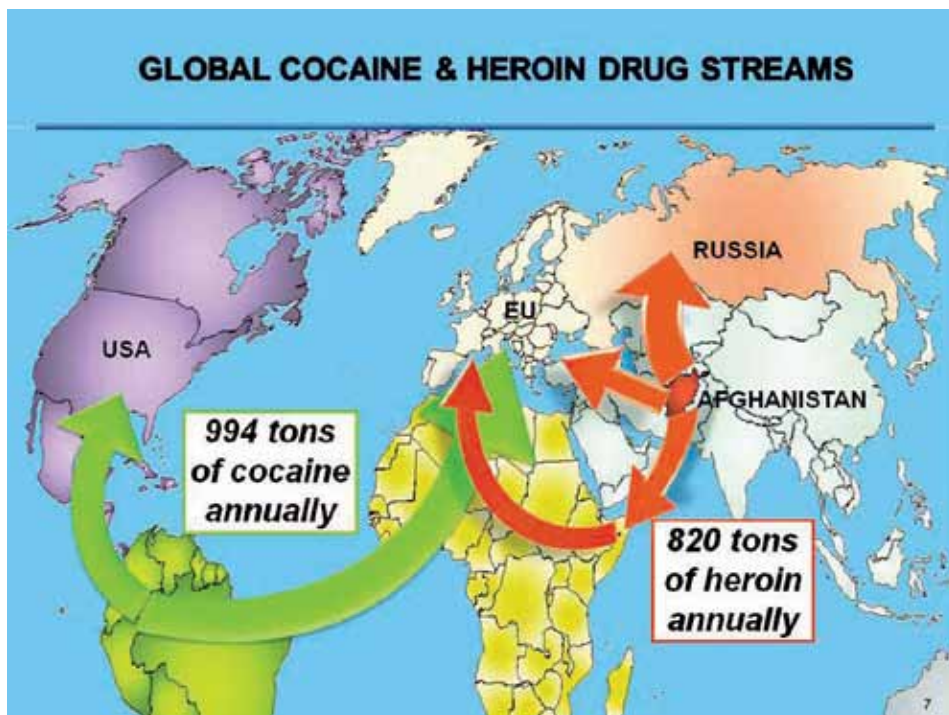 GLOBAL COCAINE & HEROIN DRUG STREAMS
RUSSIA
EU
USA
AFGHANISTAN
994 tons
of cocaine
annually
820 tons
of heroin
annually
7